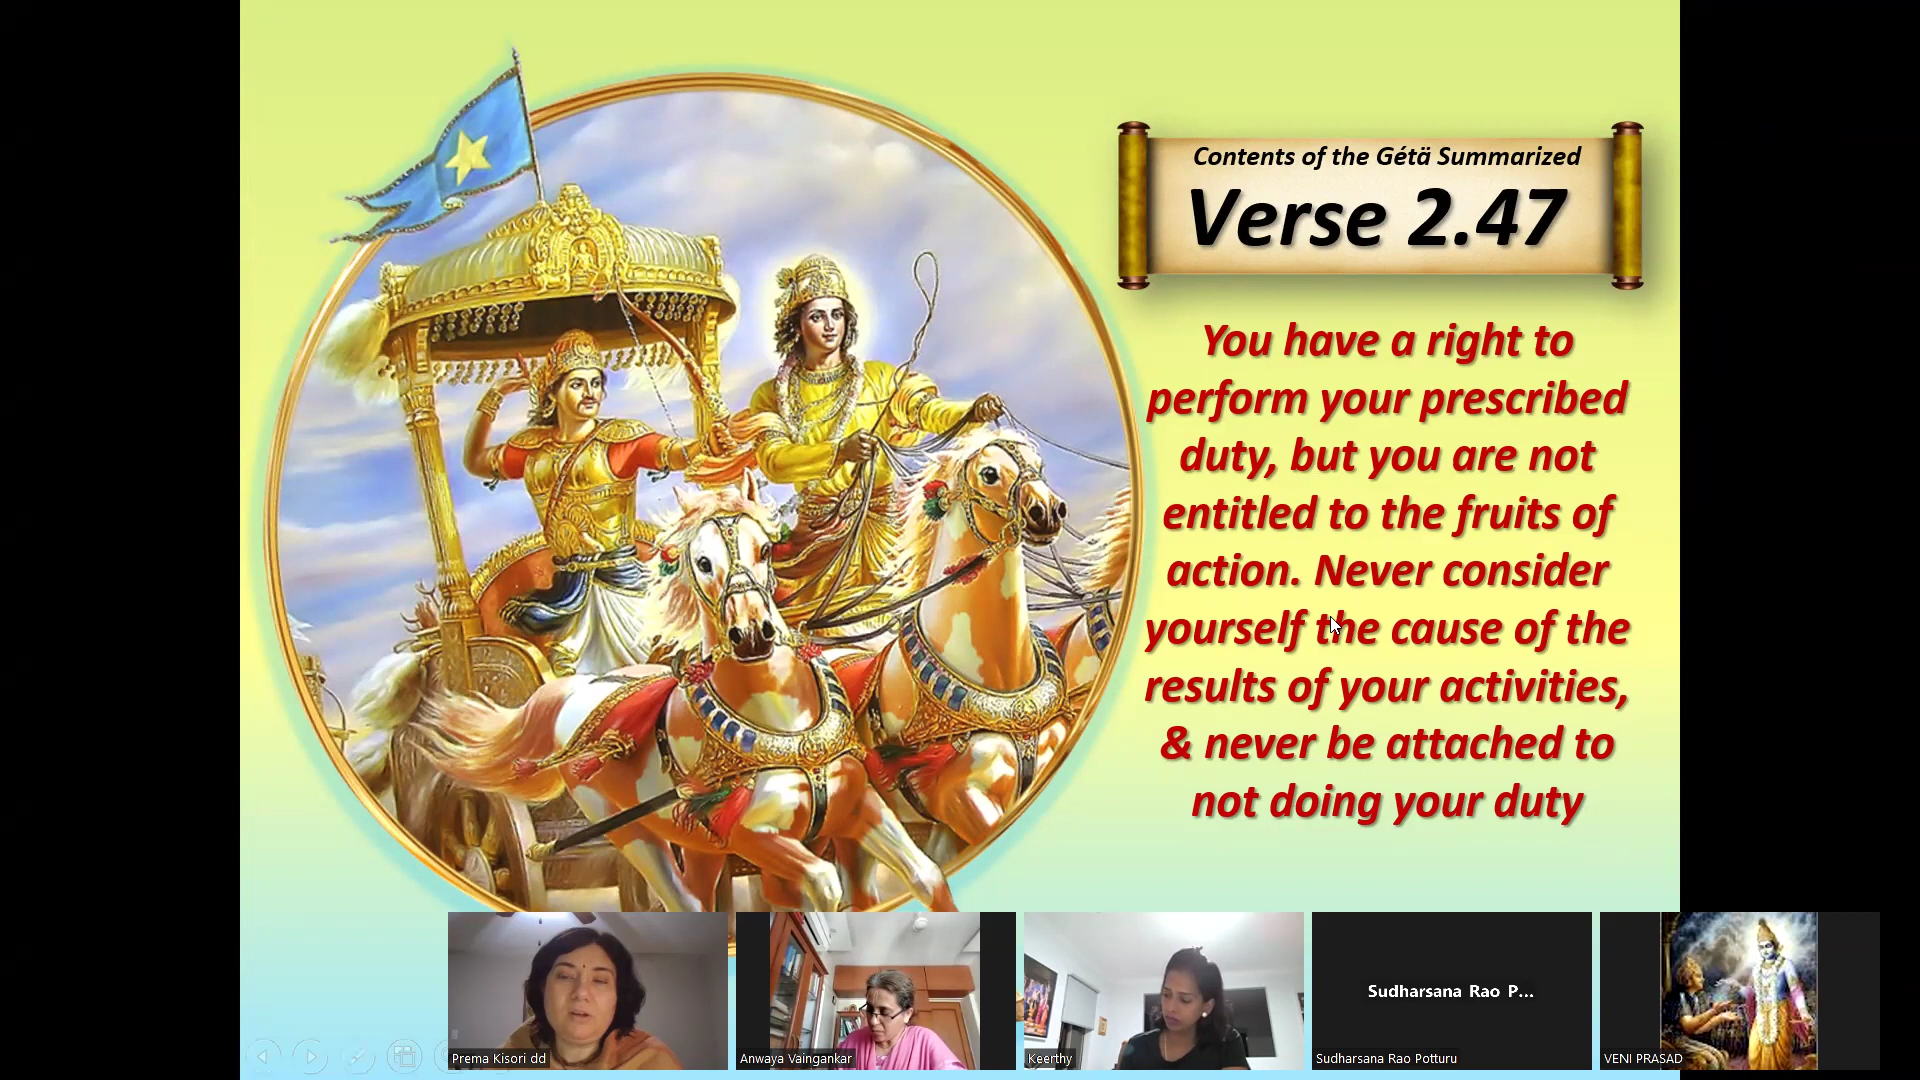 Contents of the Gétä Summarized
Verse 2.47
You have a right to
perform your prescribed
duty, but you are not
entitled to the fruits of
action. Never consider
yourself the cause of the
results of your activities,
& never be attached to
not doing your duty
Prema Kisori dd
Anwaya Vaingankar
Keerthy
Sudharsana Rao P...
Sudharsana Rao Potturu
VENI PRASAD